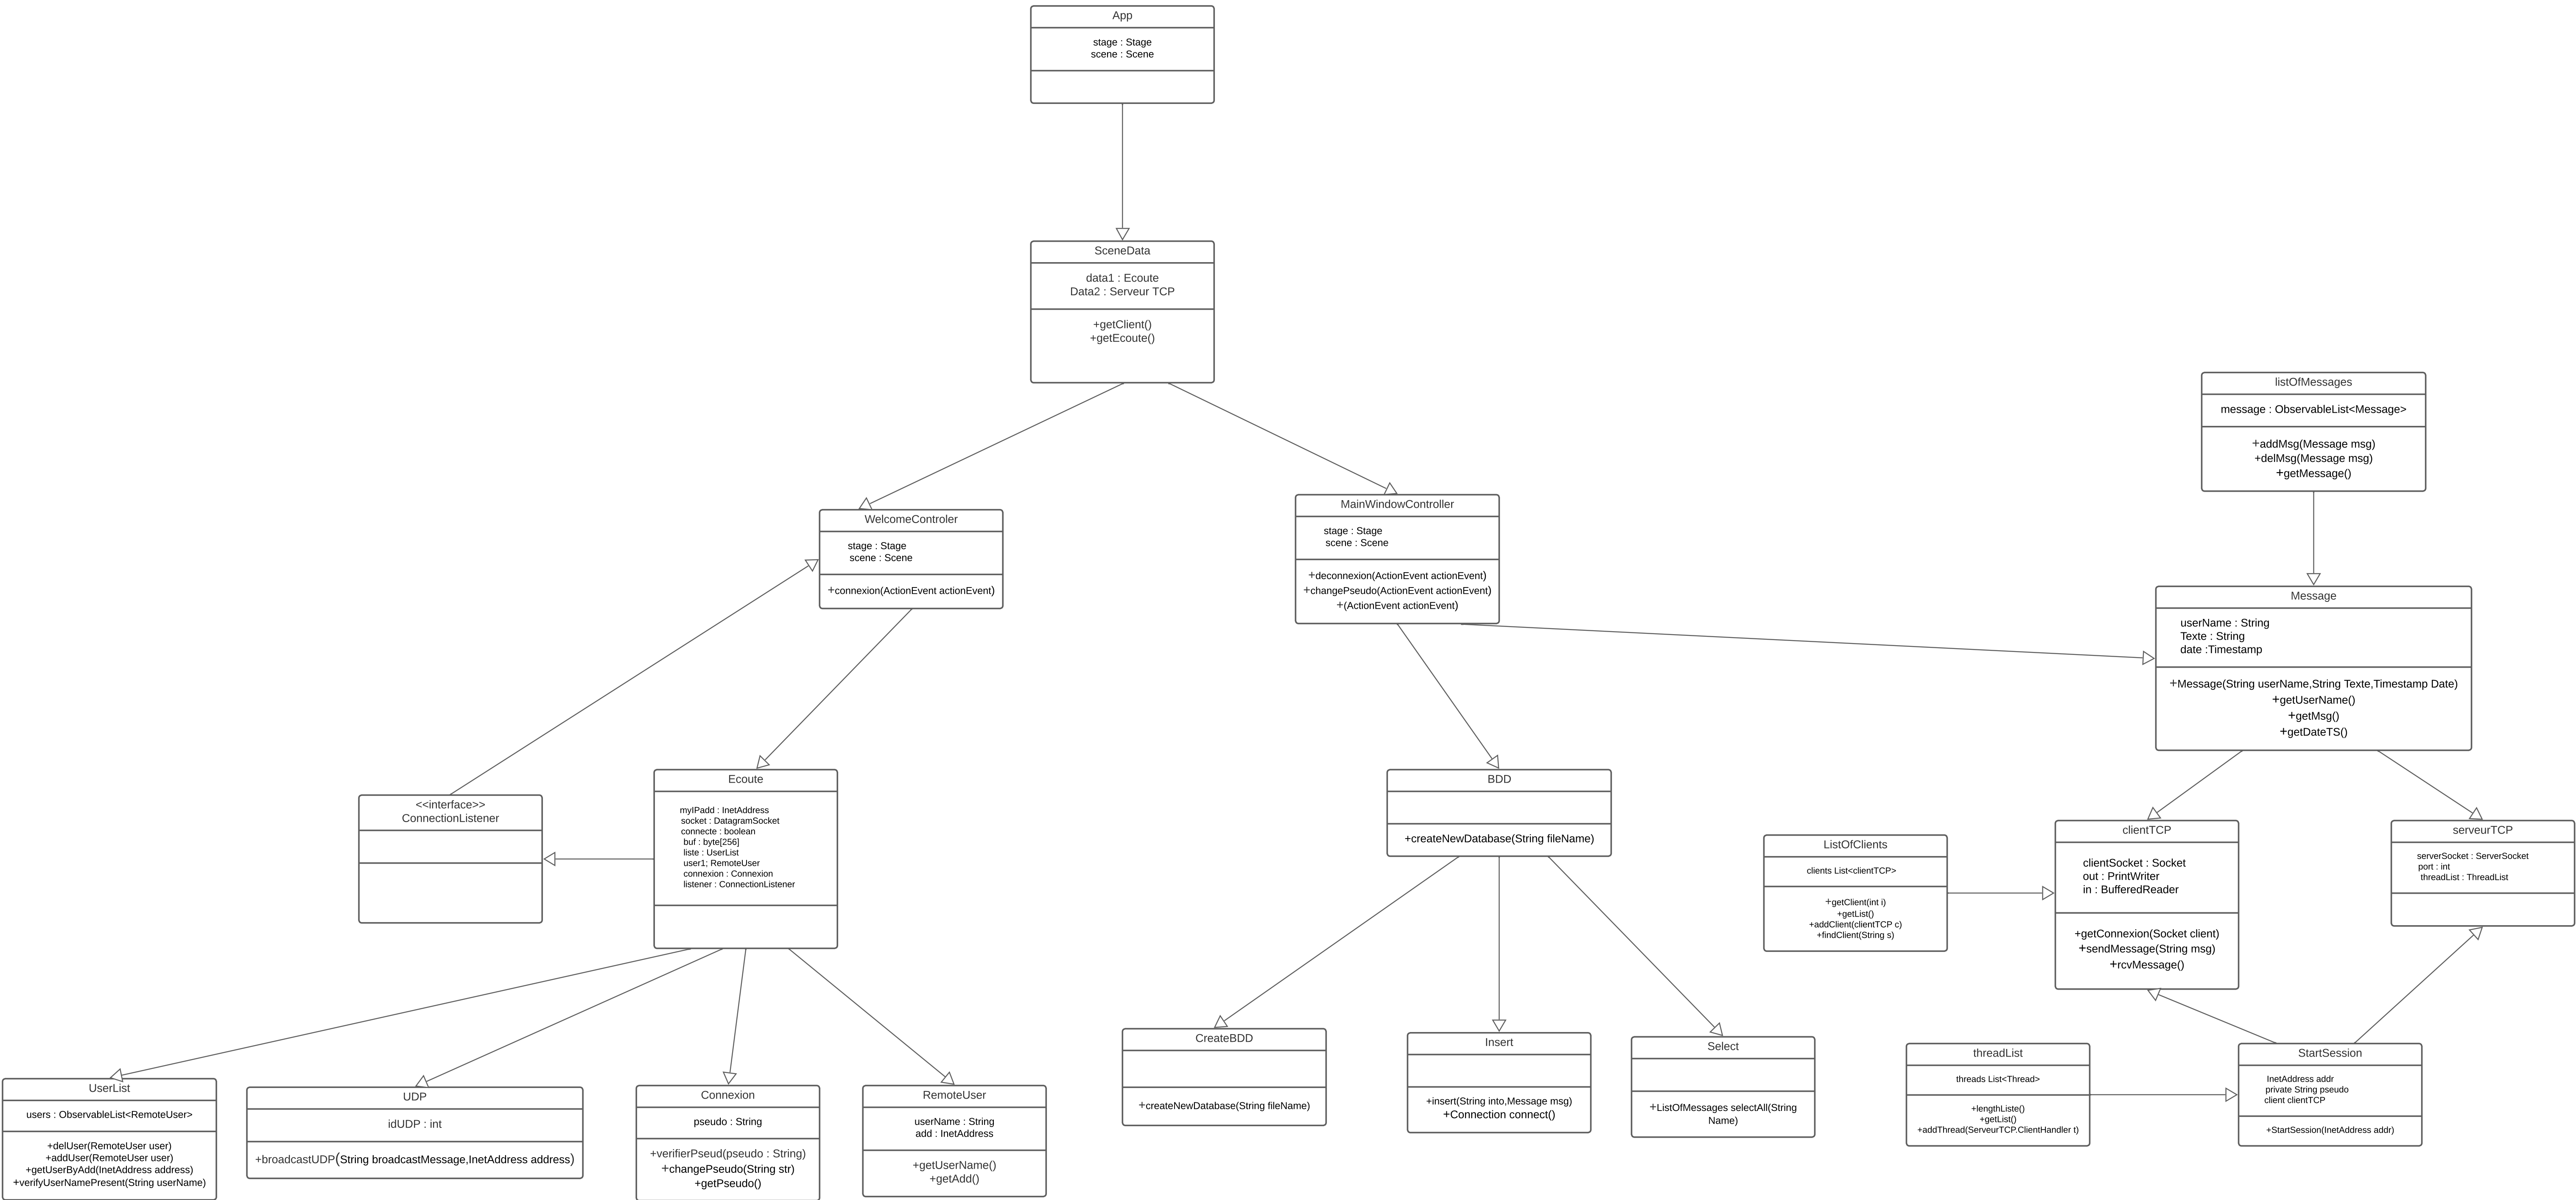 App
stage : Stage
scene : Scene
SceneData
data1 : Ecoute
Data2 : Serveur TCP
+getClient()
+getEcoute()
listOfMessages
message : ObservableList<Message>
+addMsg(Message msg)
+delMsg(Message msg)
+getMessage()
WelcomeControler
stage : Stage
scene : Scene
+connexion(ActionEvent actionEvent)
MainWindowController
stage : Stage
scene : Scene
+deconnexion(ActionEvent actionEvent)
+changePseudo(ActionEvent actionEvent)
+(ActionEvent actionEvent)
Message
userName : String
Texte : String
date :Timestamp
+Message(String userName,String Texte,Timestamp Date)
+getUserName()
+getMsg()
+getDateTS()
<<interface>>
ConnectionListener
Ecoute
myIPadd : InetAddress
socket : DatagramSocket
connecte : boolean
buf : byte[256]
liste : UserList
user1; RemoteUser
connexion : Connexion
listener : ConnectionListener
BDD
+createNewDatabase(String fileName)
ListOfClients
clients List<clientTCP>
+getClient(int i)
+getList()
+addClient(clientTCP c)
+findClient(String s)
clientTCP
clientSocket : Socket
out : PrintWriter
in : BufferedReader
+getConnexion(Socket client)
+sendMessage(String msg)
+rcvMessage()
serveurTCP
serverSocket : ServerSocket
port : int
threadList : ThreadList
UserList
users : ObservableList<RemoteUser>
+delUser(RemoteUser user)
+addUser(RemoteUser user)
+getUserByAdd(InetAddress address)
+verifyUserNamePresent(String userName)
UDP
idUDP : int
+broadcastUDP(String broadcastMessage,InetAddress address)
Connexion
pseudo : String
+verifierPseud(pseudo : String)
+changePseudo(String str)
+getPseudo()
RemoteUser
userName : String
add : InetAddress
+getUserName()
+getAdd()
CreateBDD
+createNewDatabase(String fileName)
Insert
+insert(String into,Message msg)
+Connection connect()
Select
+ListOfMessages selectAll(String
Name)
threadList
threads List<Thread>
+lengthListe()
+getList()
+addThread(ServeurTCP.ClientHandler t)
StartSession
InetAddress addr
private String pseudo
client clientTCP
+StartSession(InetAddress addr)